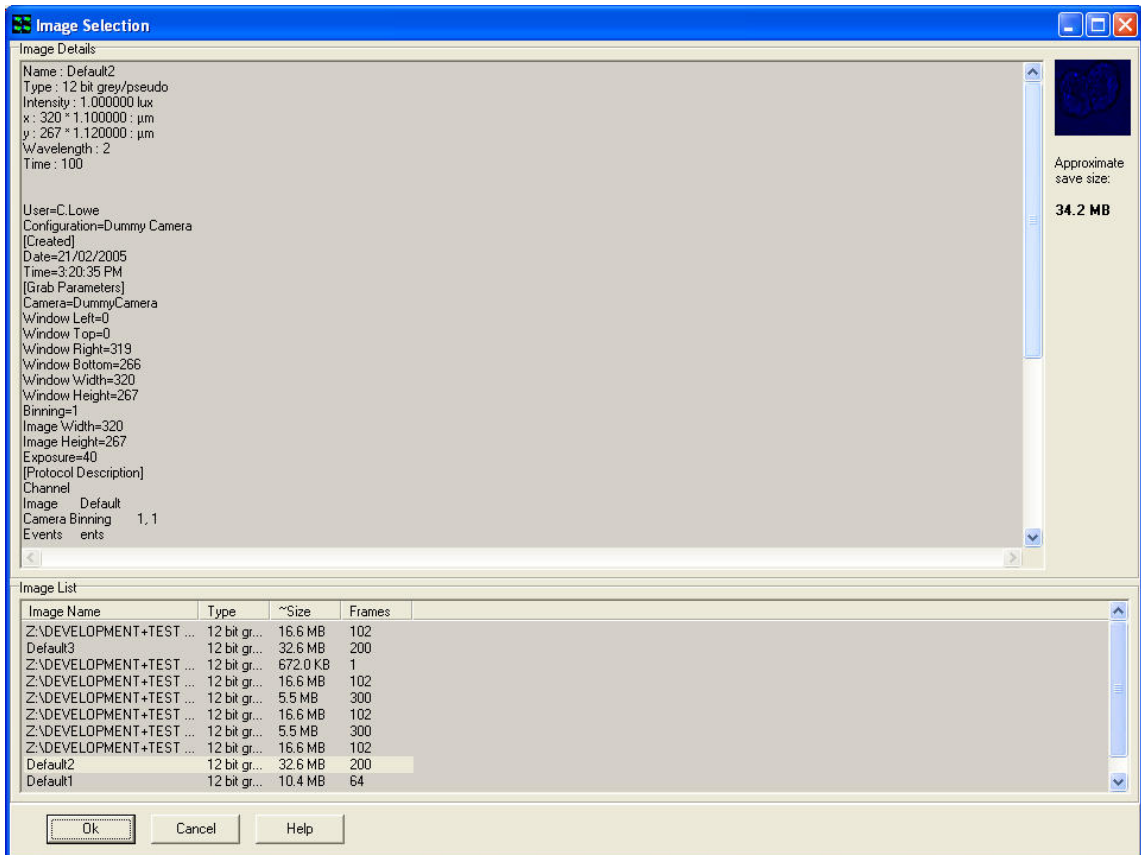 Image Selection
Image Details
Name : Default2
Type : 12 bit grey/pseudo
Intensity : 1.000000 lux
x : 320 * 1.100000 : µm
y : 267 * 1.120000 : µm
Wavelength : 2
Time : 100
User=C.Lowe
Configuration=Dummy Camera
[Created]
Date=21/02/2005
Time=3:20:35 PM
[Grab Parameters]
Camera=DummyCamera
Window Left=0
Window Top=0
Window Right=319
Window Bottom=266
Window Width=320
Window Height=267
Binning=1
Image Width=320
Image Height=267
Exposure=40
[Protocol Description]
Channel
Image Default
Camera Binning 1, 1
Events ents
Approximate
save size:
34.2 MB
Image List
Image Name Type ~Size Frames
Z:\DEVELOPMENT+TEST ... 12 bit gr... 16.6 MB 102
Default3 12 bit gr... 32.6 MB 200
Z:\DEVELOPMENT+TEST ... 12 bit gr... 672.0 KB 1
Z:\DEVELOPMENT+TEST ... 12 bit gr... 16.6 MB 102
Z:\DEVELOPMENT+TEST ... 12 bit gr... 5.5 MB 300
Z:\DEVELOPMENT+TEST ... 12 bit gr... 16.6 MB 102
Z:\DEVELOPMENT+TEST ... 12 bit gr... 5.5 MB 300
Z:\DEVELOPMENT+TEST ... 12 bit gr... 16.6 MB 102
Default2 12 bit gr... 32.6 MB 200
Default1 12 bit gr... 10.4 MB 64
Ok Cancel Help